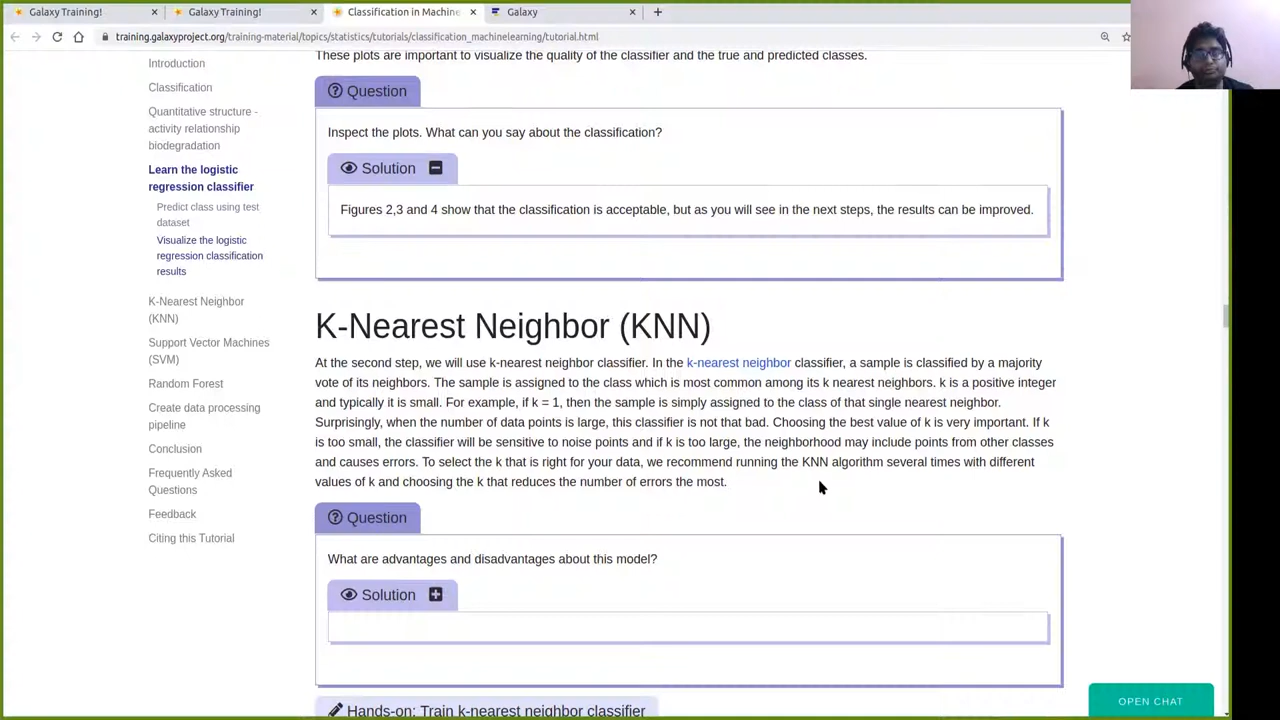 Galaxy Training!
Galaxy Training!
Classification in Machine
Galaxy
training.galaxyproject.org/training-material/topics/statistics/tutorials/classification_machinelearning/tutorial.html
Introduction
Classification
Quantitative structure -
activity relationship
biodegradation
Learn the logistic
regression classifier
Predict class using test
dataset
Visualize the logistic
regression classification
results
K-Nearest Neighbor
(KNN)
Support Vector Machines
(SVM)
Random Forest
Create data processing
pipeline
Conclusion
Frequently Asked
Questions
Feedback
Citing this Tutorial
These plots are important to visualize the quality of the classifier and the true and predicted classes.
Question
Inspect the plots. What can you say about the classification?
Solution
Figures 2,3 and 4 show that the classification is acceptable, but as you will see in the next steps, the results can be improved.
K-Nearest Neighbor (KNN)
At the second step, we will use k-nearest neighbor classifier. In the k-nearest neighbor classifier, a sample is classified by a majority
vote of its neighbors. The sample is assigned to the class which is most common among its k nearest neighbors. k is a positive integer
and typically it is small. For example, if k = 1, then the sample is simply assigned to the class of that single nearest neighbor.
Surprisingly, when the number of data points is large, this classifier is not that bad. Choosing the best value of k is very important. If k
is too small, the classifier will be sensitive to noise points and if k is too large, the neighborhood may include points from other classes
and causes errors. To select the k that is right for your data, we recommend running the KNN algorithm several times with different
values of k and choosing the k that reduces the number of errors the most.
Question
What are advantages and disadvantages about this model?
Solution
Hands-on: Train k-nearest neighbor classifier
OPEN CHAT